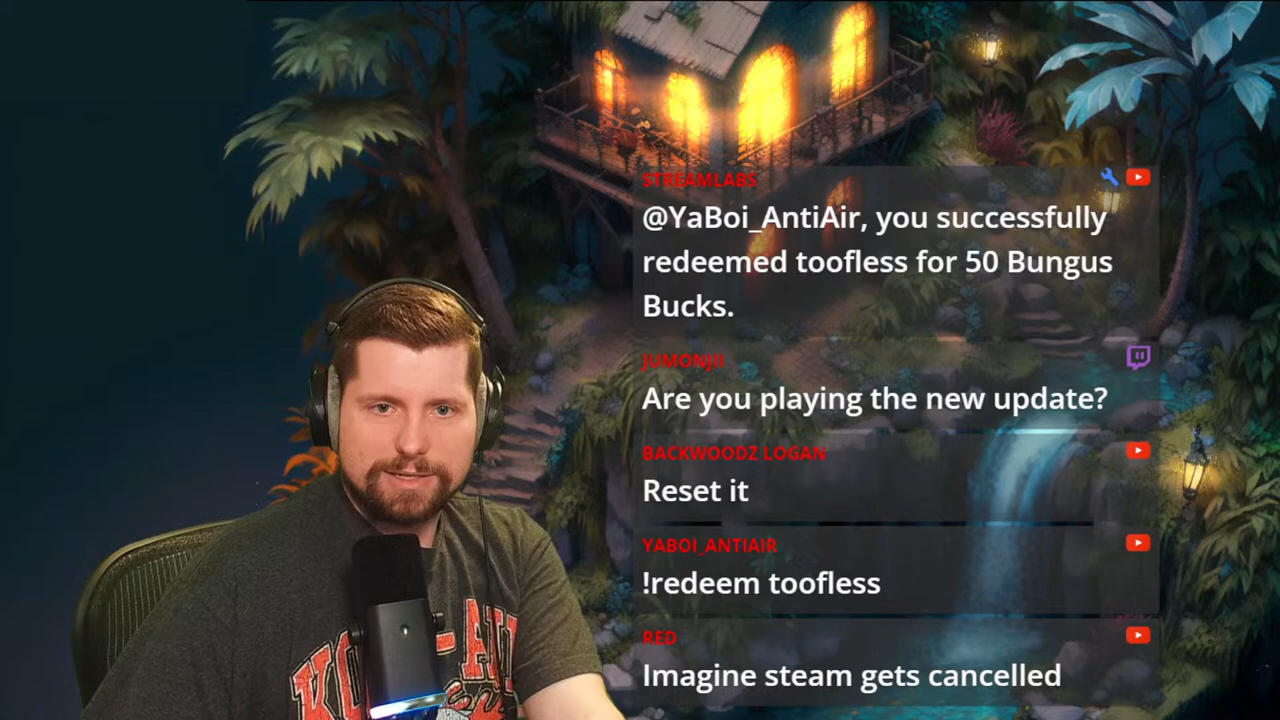 STREAMLABS
@YaBoi_AntiAir, you successfully
redeemed toofless for 50 Bungus
Bucks.
JUMONJII
Are you playing the new update?
BACKWOODZ LOGAN
Reset it
YABOI_ANTIAIR
!redeem toofless
RED
Imagine steam gets cancelled